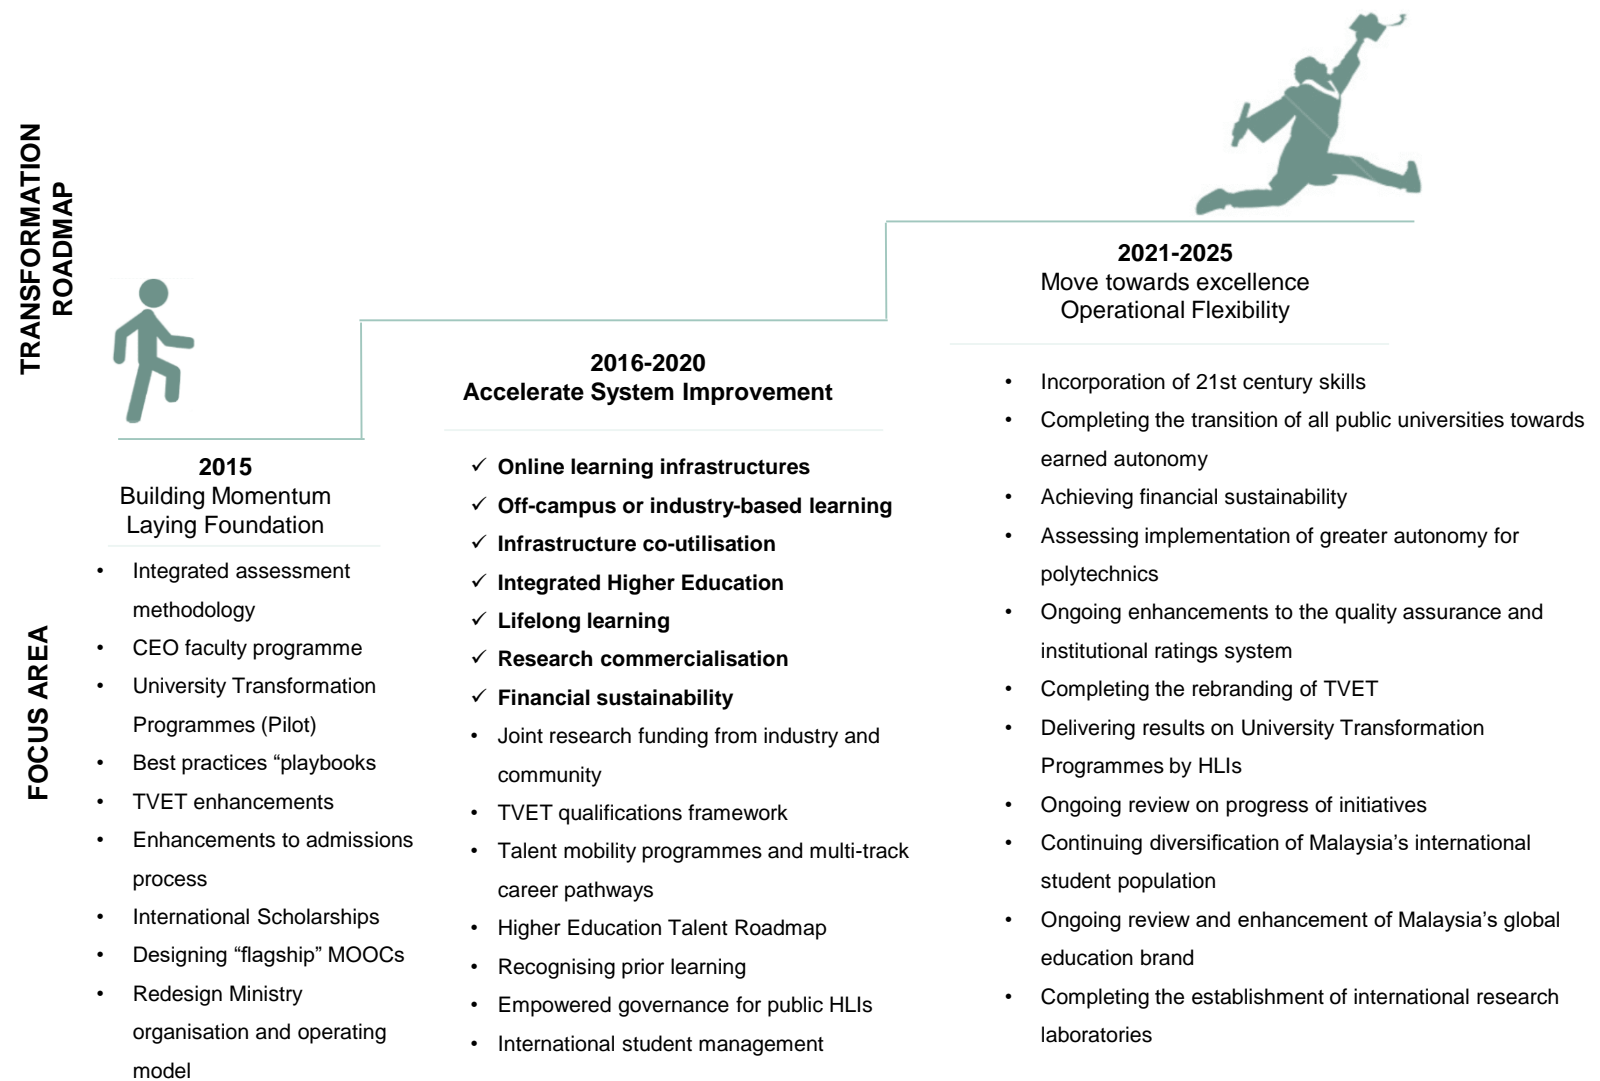 TRANSFORMATION
ROADMAP
FOCUS AREA
2015
Building Momentum
Laying Foundation
• Integrated assessment
methodology
• CEO faculty programme
• University Transformation
Programmes (Pilot)
• Best practices “playbooks
• TVET enhancements
• Enhancements to admissions
process
• International Scholarships
• Designing “flagship” MOOCs
• Redesign Ministry
organisation and operating
model
2016-2020
Accelerate System Improvement
✓ Online learning infrastructures
✓ Off-campus or industry-based learning
✓ Infrastructure co-utilisation
✓ Integrated Higher Education
✓ Lifelong learning
✓ Research commercialisation
✓ Financial sustainability
• Joint research funding from industry and
community
• TVET qualifications framework
• Talent mobility programmes and multi-track
career pathways
• Higher Education Talent Roadmap
• Recognising prior learning
• Empowered governance for public HLIs
• International student management
2021-2025
Move towards excellence
Operational Flexibility
• Incorporation of 21st century skills
• Completing the transition of all public universities towards
earned autonomy
• Achieving financial sustainability
• Assessing implementation of greater autonomy for
polytechnics
• Ongoing enhancements to the quality assurance and
institutional ratings system
• Completing the rebranding of TVET
• Delivering results on University Transformation
Programmes by HLIs
• Ongoing review on progress of initiatives
• Continuing diversification of Malaysia’s international
student population
• Ongoing review and enhancement of Malaysia’s global
education brand
• Completing the establishment of international research
laboratories